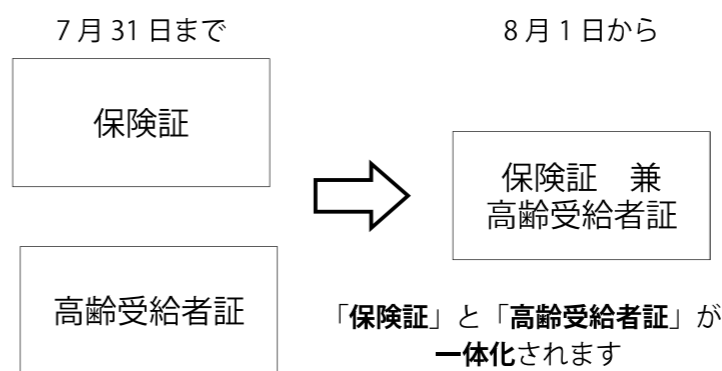 7月31日まで
保険証
高齢受給者証
8月1日から
保険証　兼
高齢受給者証
「保険証」と「高齢受給者証」が
一体化されます